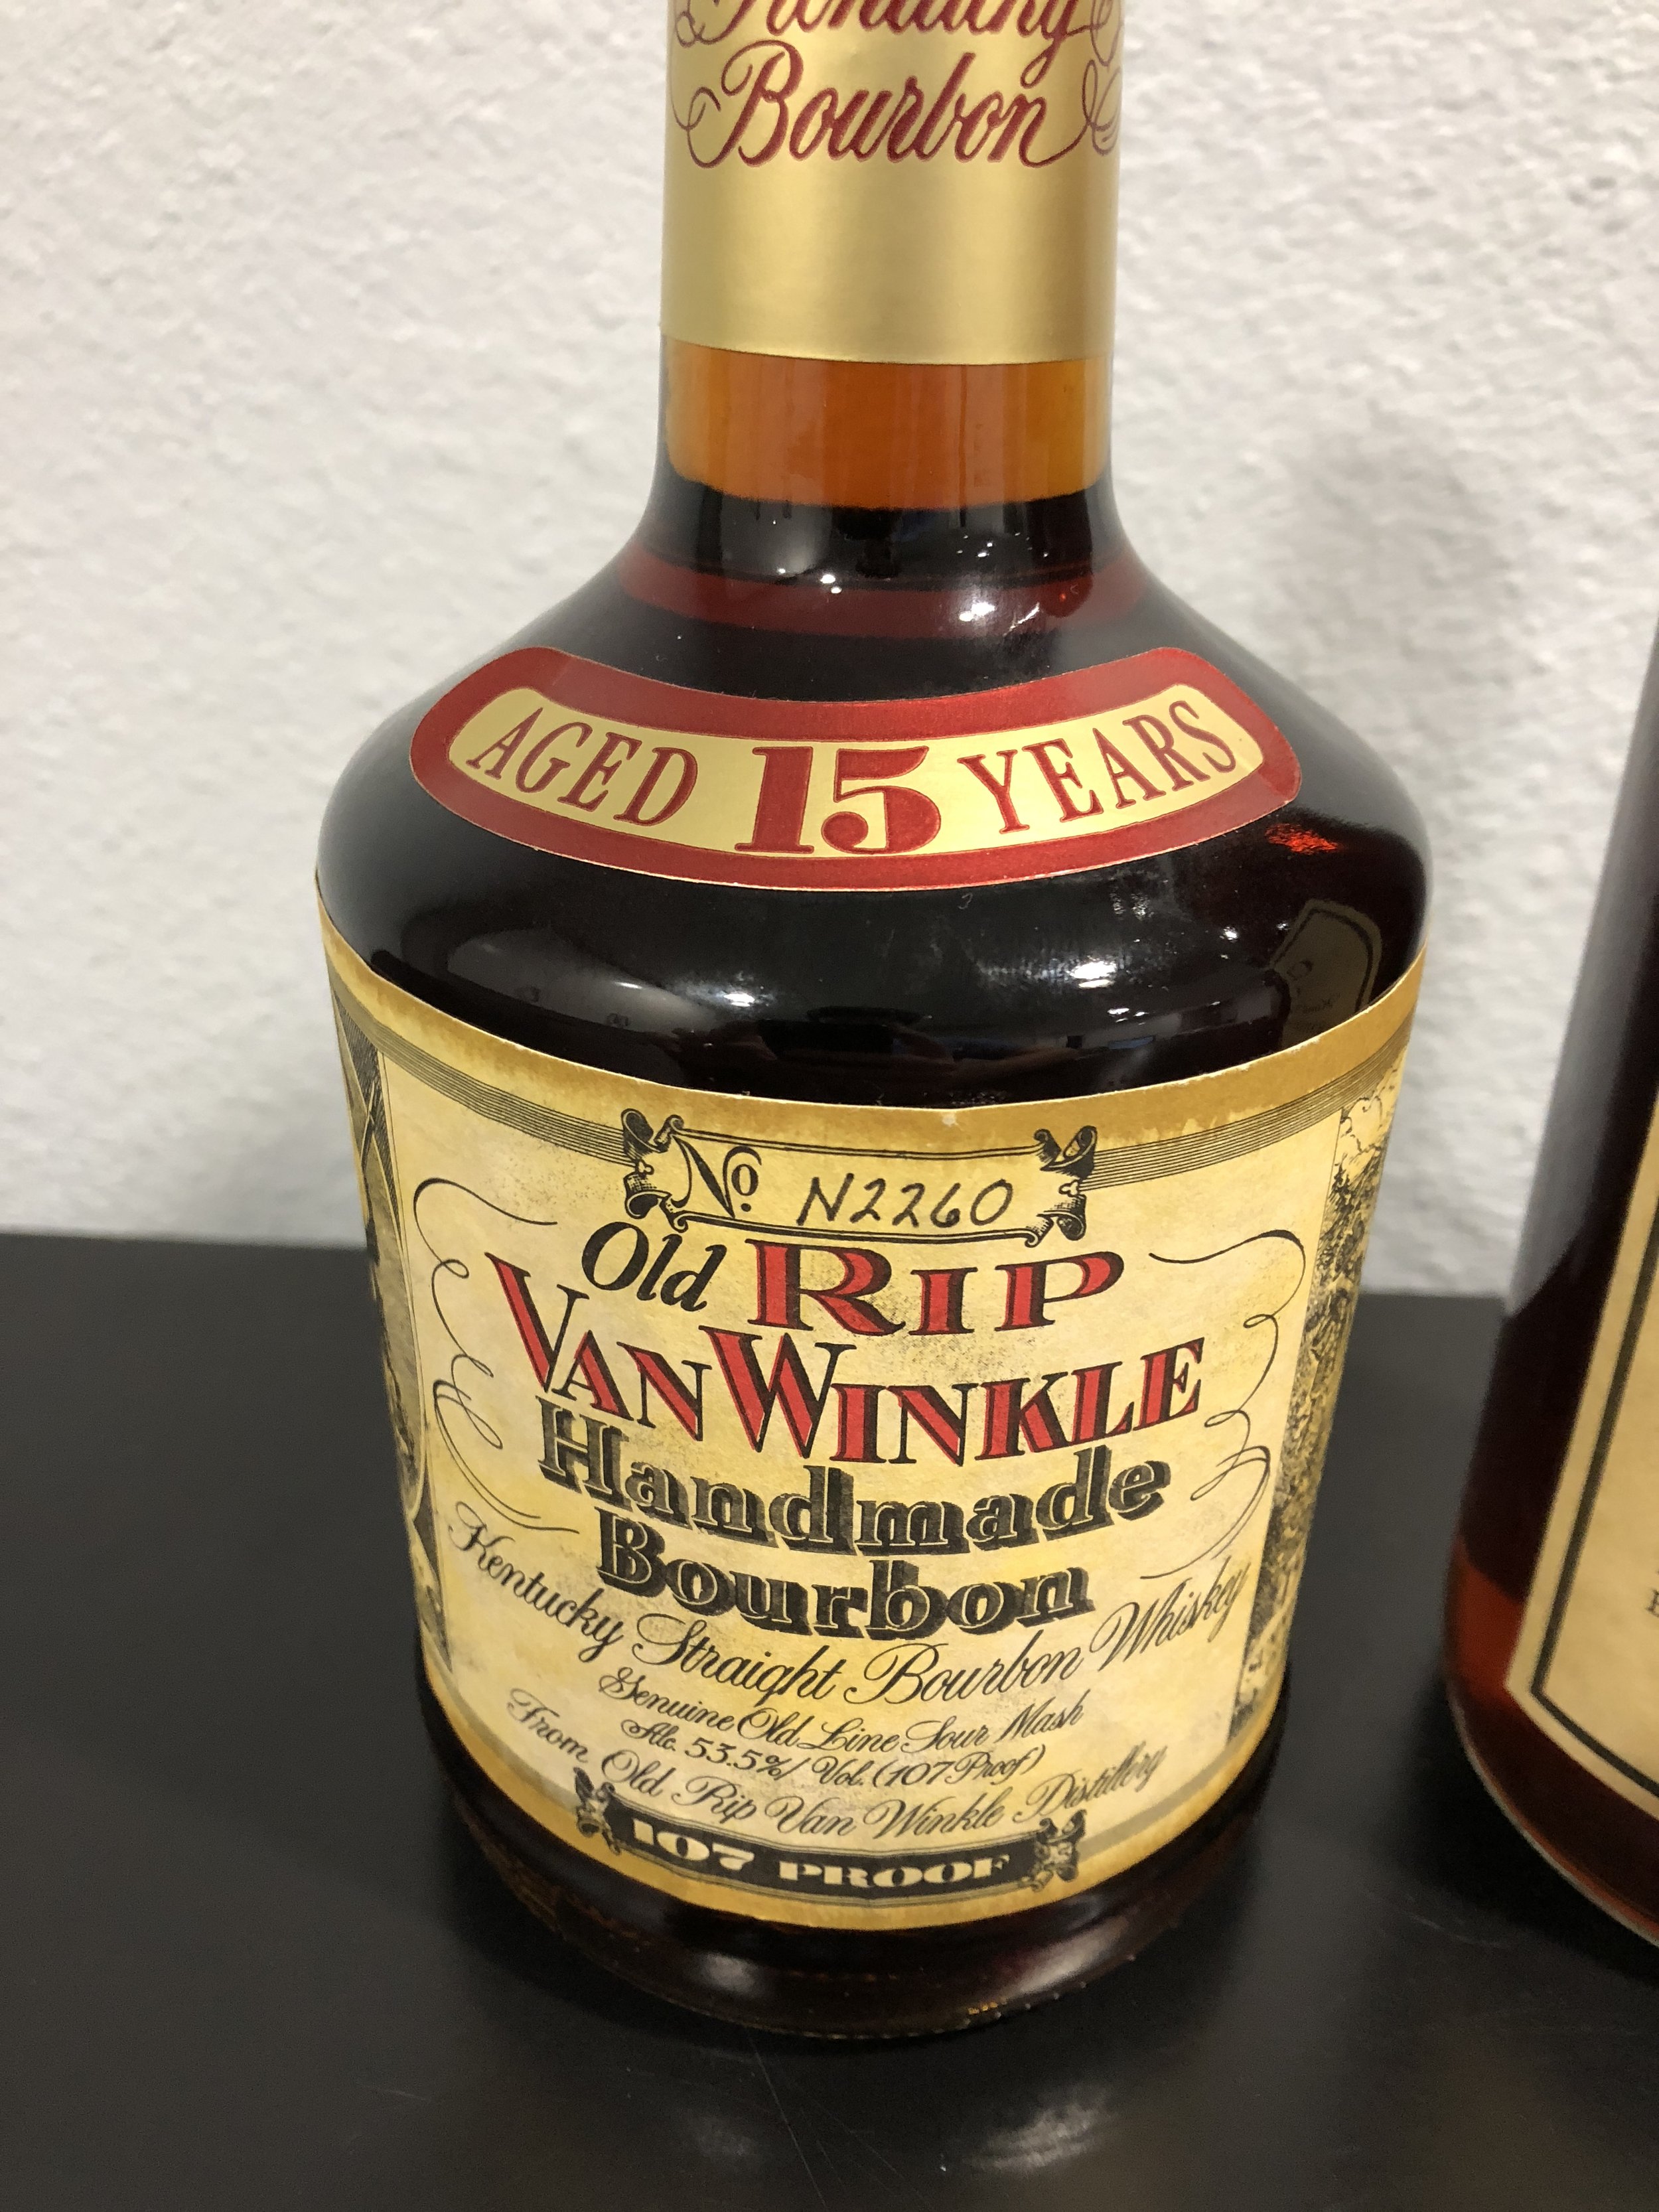 Kentucky
Bourbon
AGED 15 YEARS
No N2260
Old RIP
VAN WINKLE
Handmade
Bourbon
Kentucky Straight Bourbon Whiskey
Genuine Old Line Sour Mash
Alc. 53.5%/ Vol. (107 Proof)
From Old Rip Van Winkle Distillery
107 PROOF